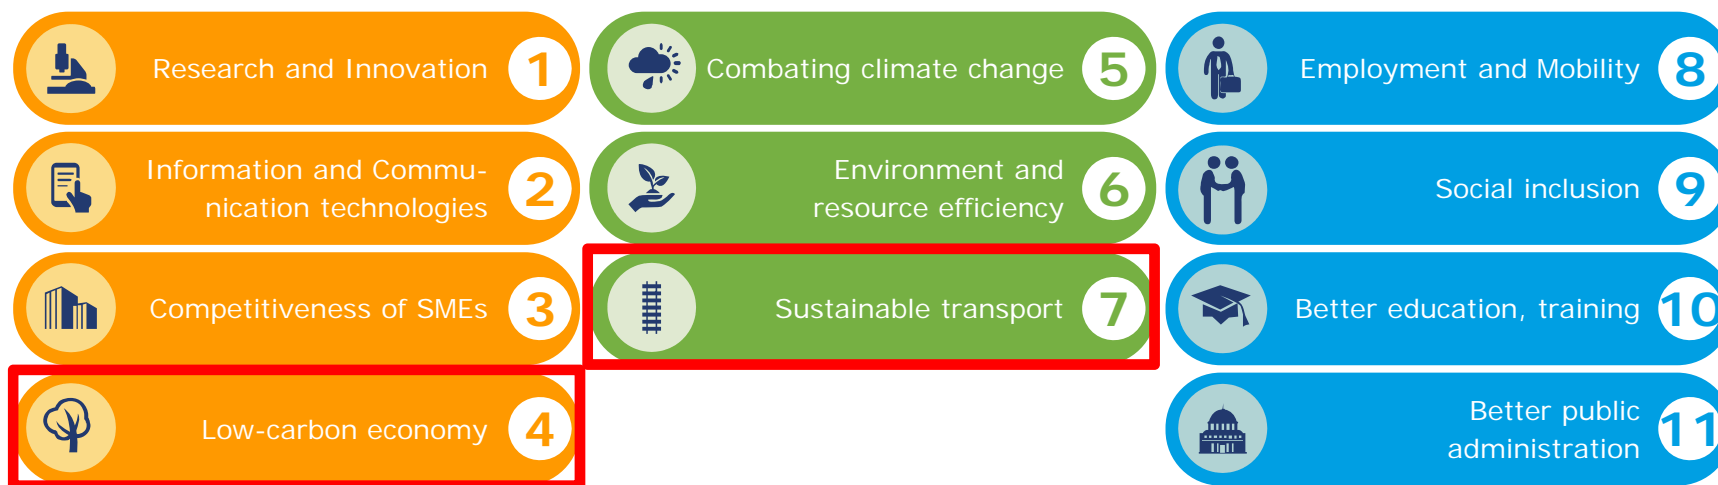 Research and Innovation 1
Information and Commu-
nication technologies 2
Competitiveness of SMEs 3
Low-carbon economy 4
Combating climate change 5
Environment and
resource efficiency 6
Sustainable transport 7
Employment and Mobility 8
Social inclusion 9
Better education, training 10
Better public
administration 11